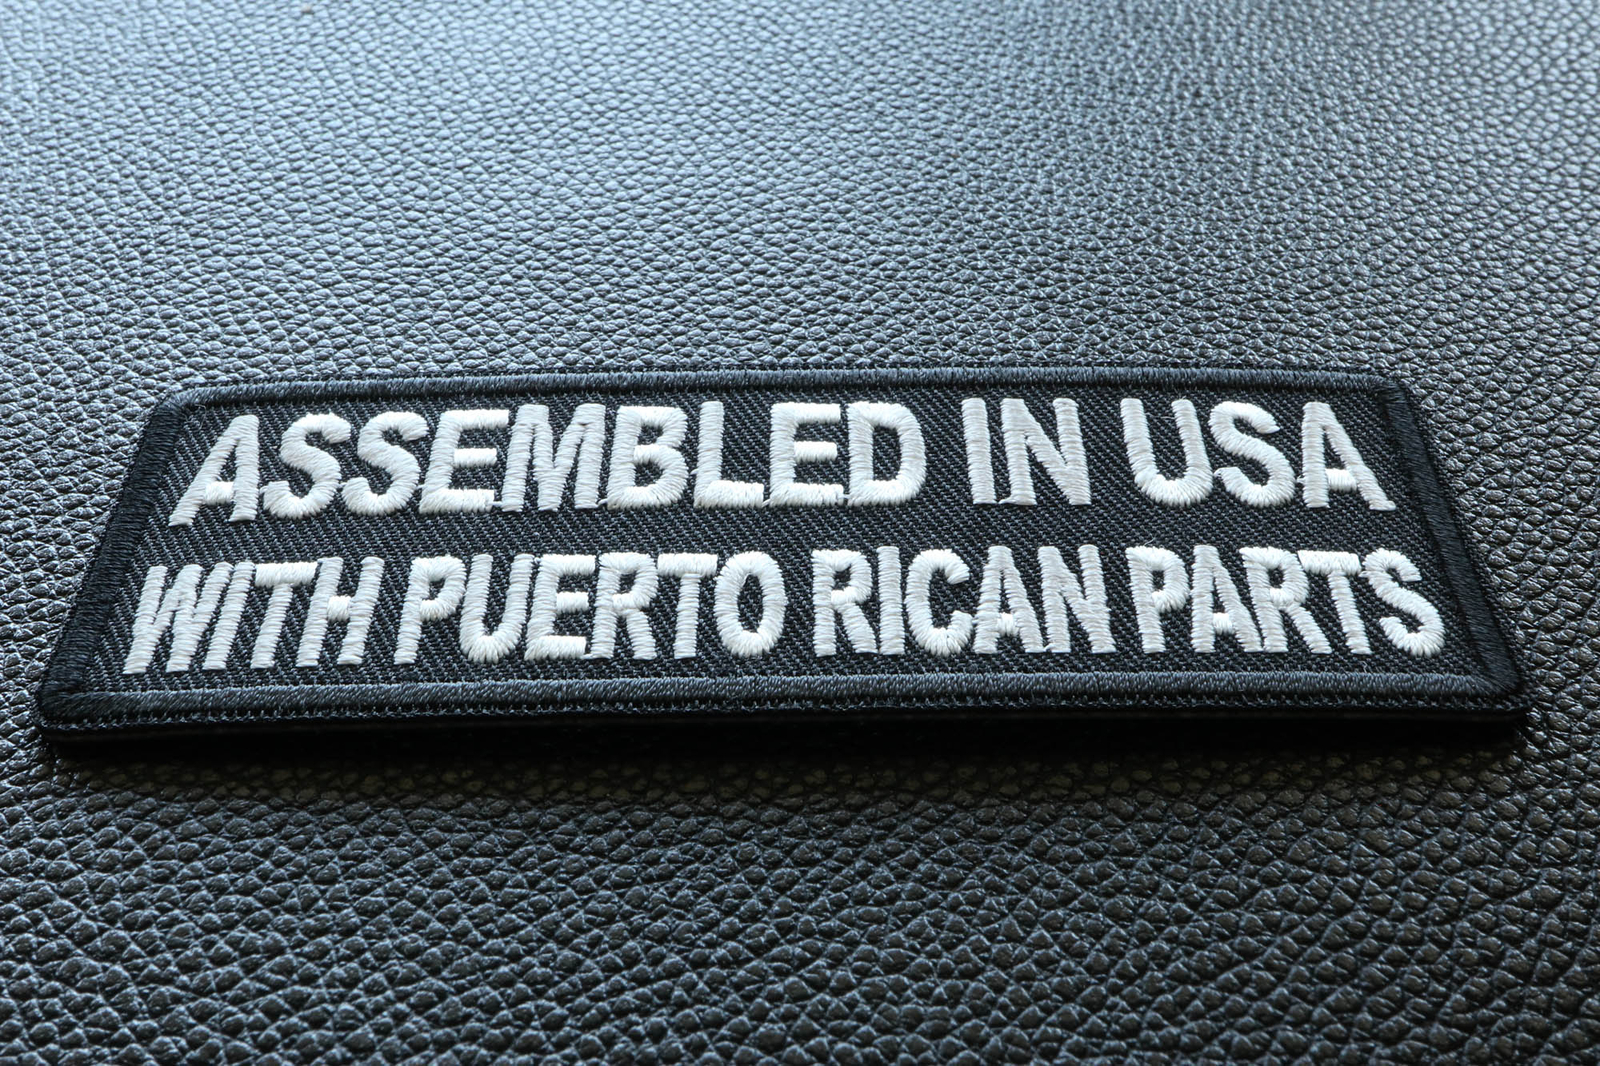 ASSEMBLED IN USA
WITH PUERTO RICAN PARTS